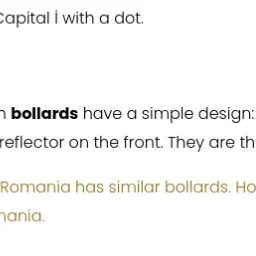 Capital İ with a dot.
bollards have a simple design:
reflector on the front. They are th
Romania has similar bollards. Ho
mania.